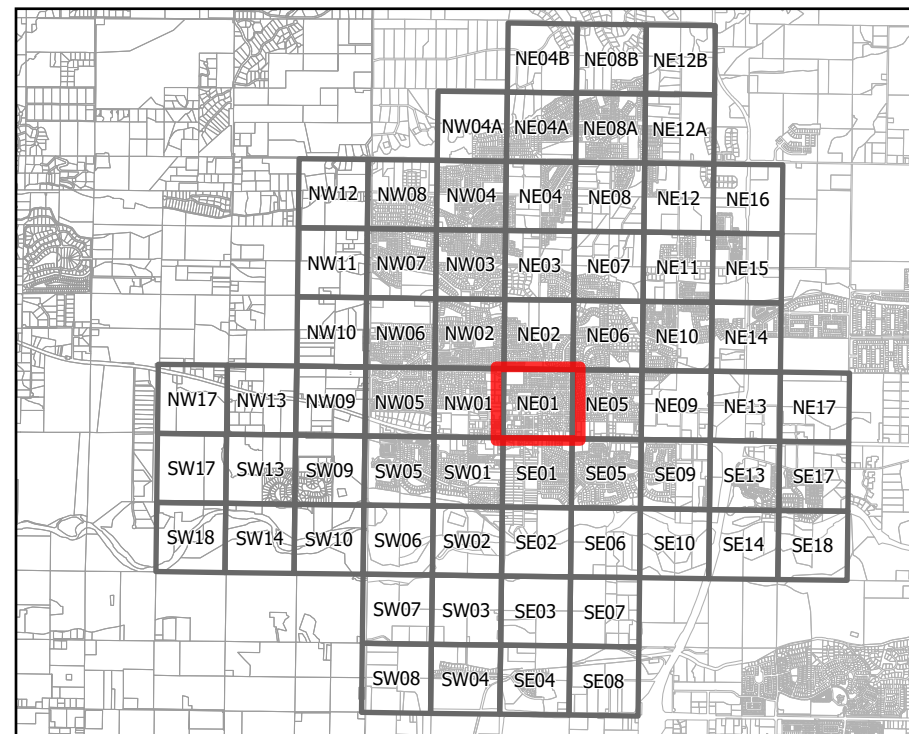 NE04B NE08B NE12B
NW04A NE04A NE08A NE12A
NW12 NW08 NW04 NE04 NE08 NE12 NE16
NW11 NW07 NW03 NE03 NE07 NE11 NE15
NW10 NW06 NW02 NE02 NE06 NE10 NE14
NW17 NW13 NW09 NW05 NW01 NE01 NE05 NE09 NE13 NE17
SW17 SW13 SW09 SW05 SW01 SE01 SE05 SE09 SE13 SE17
SW18 SW14 SW10 SW06 SW02 SE02 SE06 SE10 SE14 SE18
SW07 SW03 SE03 SE07
SW08 SW04 SE04 SE08